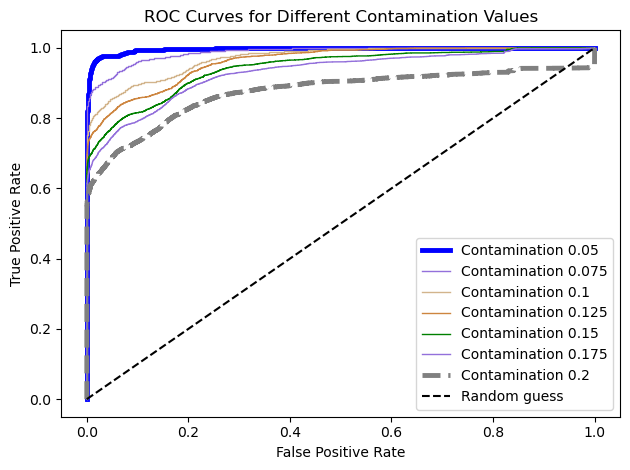 ROC Curves for Different Contamination Values
True Positive Rate
1.0
0.8
0.6
0.4
0.2
0.0
Contamination 0.05
Contamination 0.075
Contamination 0.1
Contamination 0.125
Contamination 0.15
Contamination 0.175
Contamination 0.2
Random guess
0.0 0.2 0.4 0.6 0.8 1.0
False Positive Rate